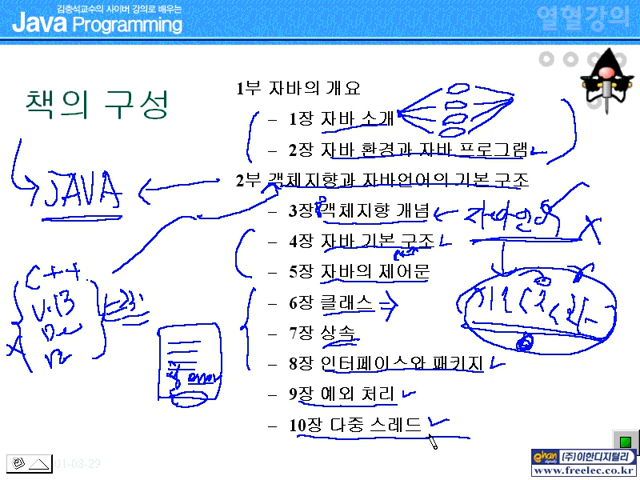 김충석교수의 사이버 강의로 배우는
Java Programming
열혈강의
책의 구성
1부 자바의 개요
– 1장 자바 소개
– 2장 자바 환경과 자바 프로그램
2부 객체지향과 자바언어의 기본 구조
– 3장 객체지향 개념
– 4장 자바 기본 구조
– 5장 자바의 제어문
– 6장 클래스
– 7장 상속
– 8장 인터페이스와 패키지
– 9장 예외 처리
– 10장 다중 스레드
JAVA
C++
error
01-03-29
(주)이한디지털리
www.freelec.co.kr